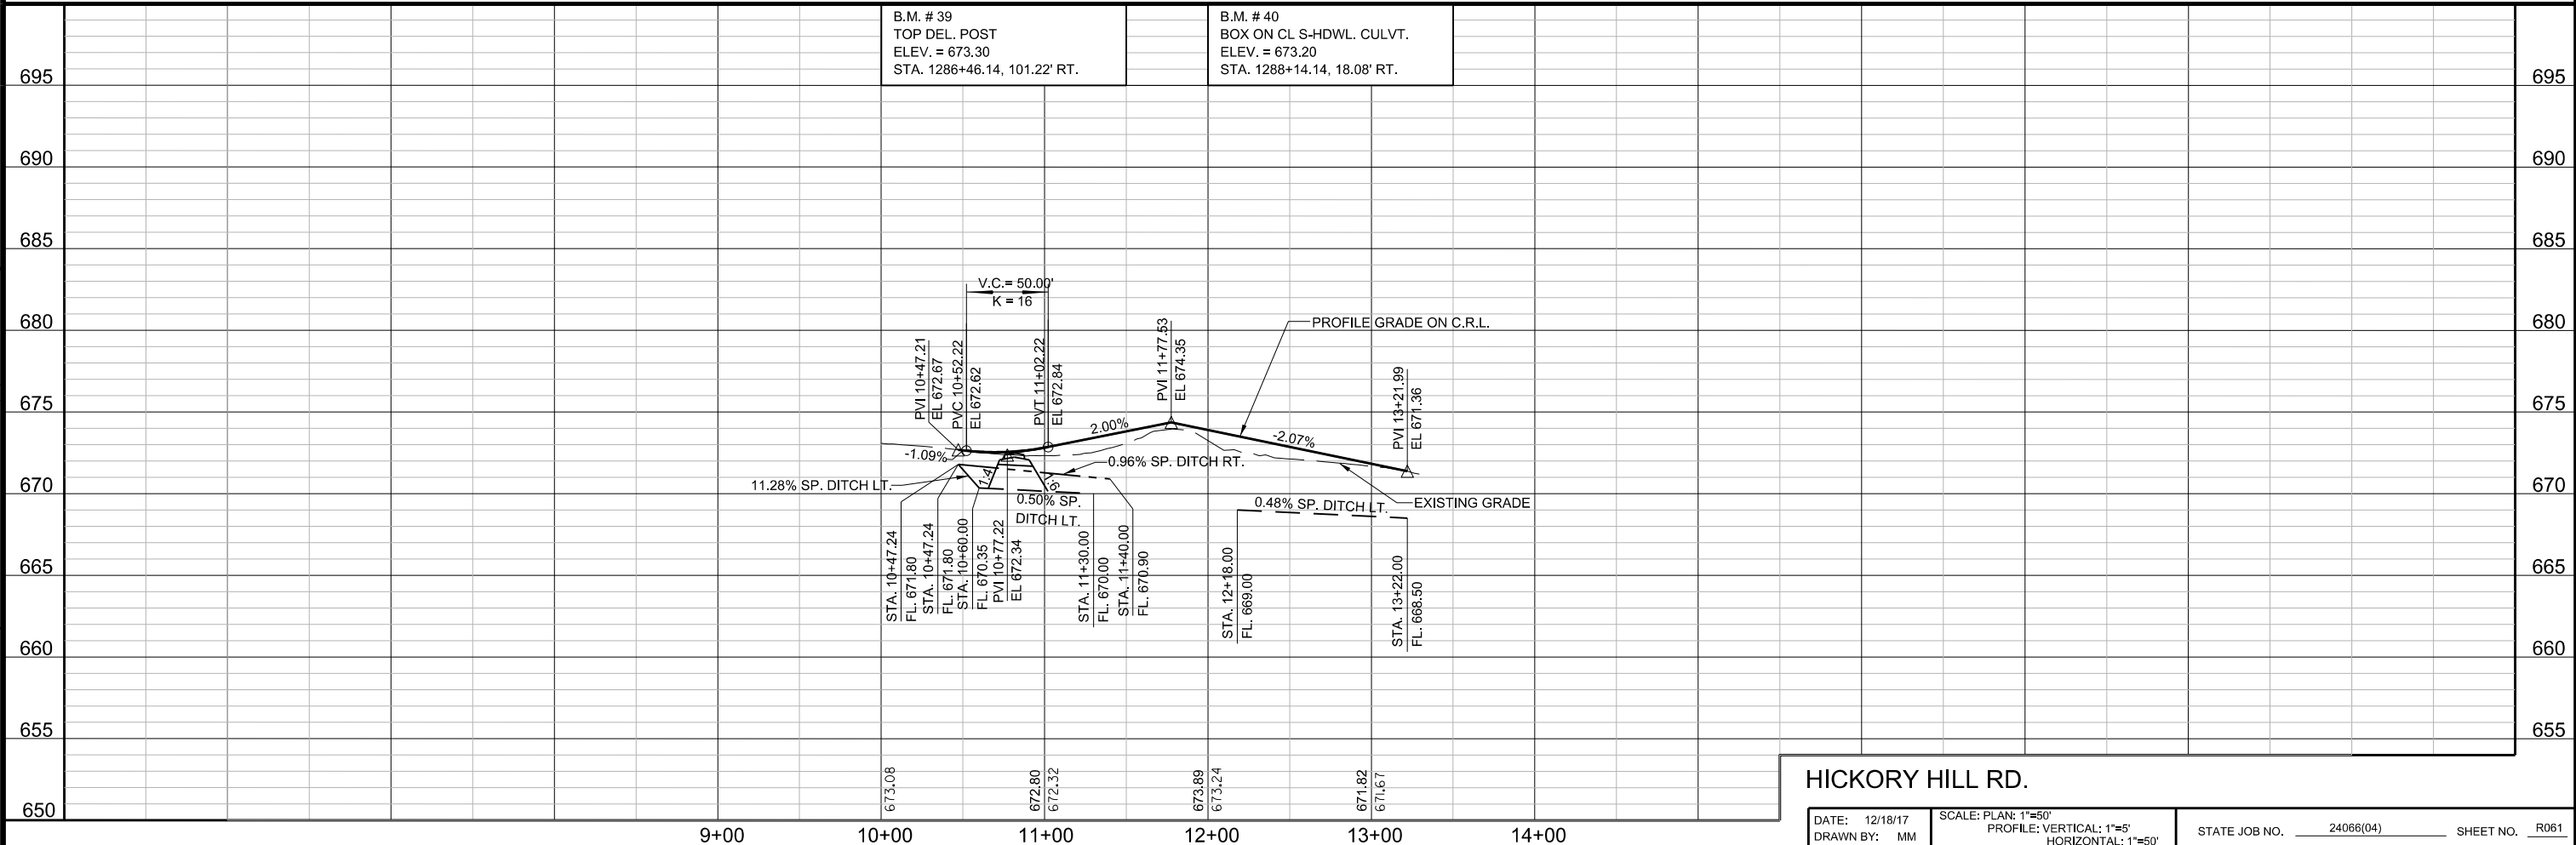 B.M. # 39
TOP DEL. POST
ELEV. = 673.30
STA. 1286+46.14, 101.22' RT.
B.M. # 40
BOX ON CL S-HDWL. CULVT.
ELEV. = 673.20
STA. 1288+14.14, 18.08' RT.
695
695
690
690
685
685
680
680
675
675
670
670
665
665
660
660
655
655
650
V.C.= 50.00'
K = 16
PVI 10+47.21
EL 672.67
PVC 10+52.22
EL 672.62
PVT 11+02.22
EL 672.84
PVI 11+77.53
EL 674.35
PROFILE GRADE ON C.R.L.
PVI 13+21.99
EL 671.36
-1.09%
2.00%
-2.07%
11.28% SP. DITCH LT.
1:4
1:6
0.96% SP. DITCH RT.
0.50% SP.
DITCH LT.
0.48% SP. DITCH LT.
EXISTING GRADE
STA. 10+47.24
FL. 671.80
STA. 10+47.24
FL. 671.80
STA. 10+60.00
FL. 670.35
PVI 10+77.22
EL 672.34
STA. 11+30.00
FL. 670.00
STA. 11+40.00
FL. 670.90
STA. 12+18.00
FL. 669.00
STA. 13+22.00
FL. 668.50
673.08
672.80
672.32
673.89
673.24
671.82
671.67
9+00
10+00
11+00
12+00
13+00
14+00
HICKORY HILL RD.
DATE: 12/18/17
DRAWN BY: MM
SCALE: PLAN: 1"=50'
PROFILE: VERTICAL: 1"=5'
HORIZONTAL: 1"=50'
STATE JOB NO. 24066(04) SHEET NO. R061